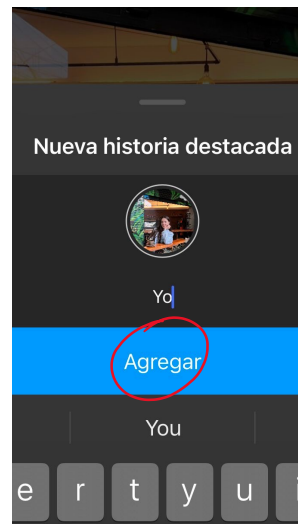 Nueva historia destacada
Yo
Agregar
You
e r t y u i